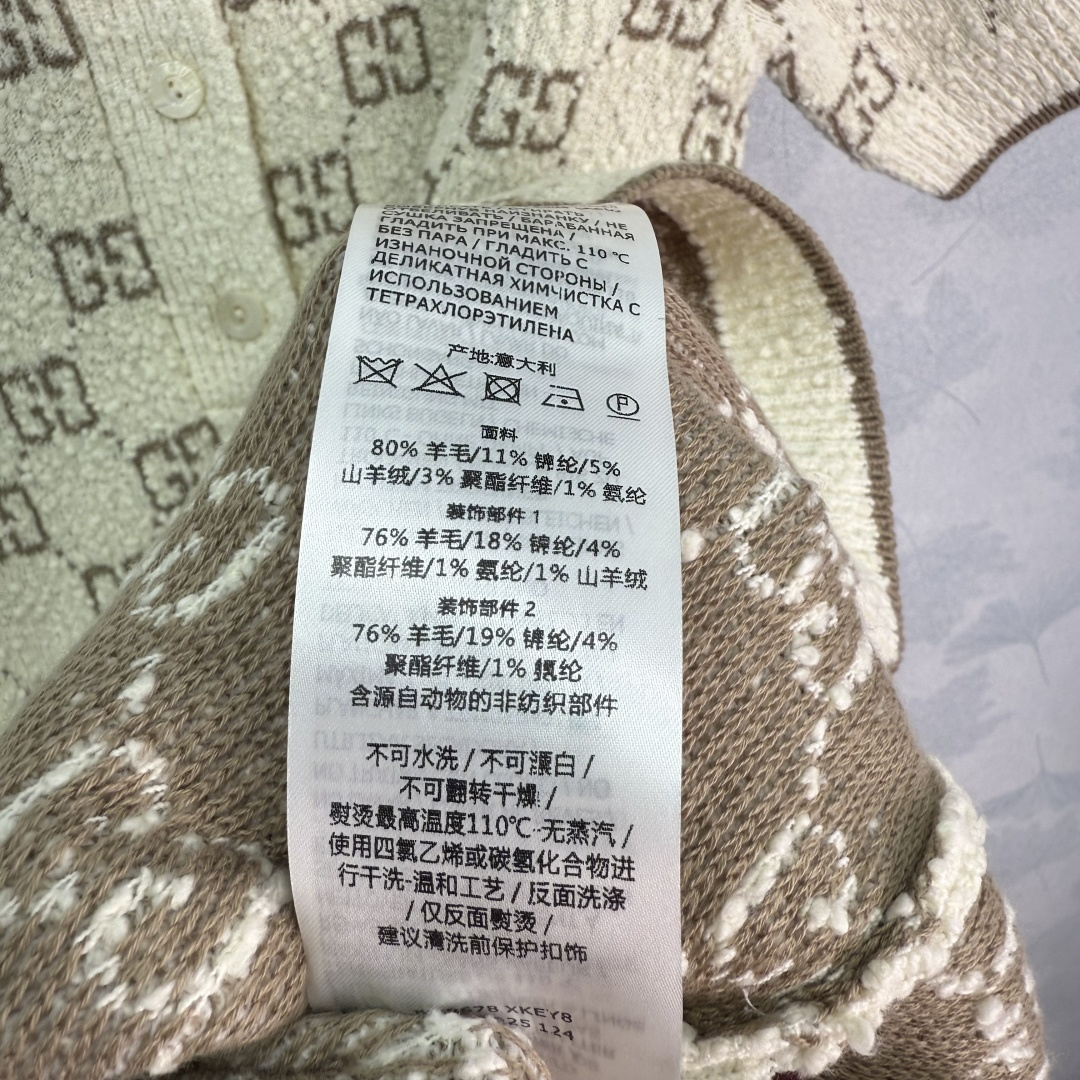 ОТБЕЛИВАТЬ / БАРАБАННАЯ
СУШКА ЗАПРЕЩЕНА / НЕ
ГЛАДИТЬ ПРИ МАКС. 110 °C
БЕЗ ПАРА / ГЛАДИТЬ С
ИЗНАНОЧНОЙ СТОРОНЫ /
ДЕЛИКАТНАЯ ХИМЧИСТКА С
ИСПОЛЬЗОВАНИЕМ
ТЕТРАХЛОРЭТИЛЕНА
产地:意大利
P
面料
80% 羊毛/11% 锦纶/5%
山羊绒/3% 聚酯纤维/1% 氨纶
装饰部件 1
76% 羊毛/18% 锦纶/4%
聚酯纤维/1% 氨纶/1% 山羊绒
装饰部件 2
76% 羊毛/19% 锦纶/4%
聚酯纤维/1% 氨纶
含源自动物的非纺织部件
不可水洗 / 不可漂白 /
不可翻转干燥 /
熨烫最高温度110℃-无蒸汽 /
使用四氯乙烯或碳氢化合物进
行干洗-温和工艺 / 反面洗涤
/ 仅反面熨烫 /
建议清洗前保护扣饰
XKEY8
124